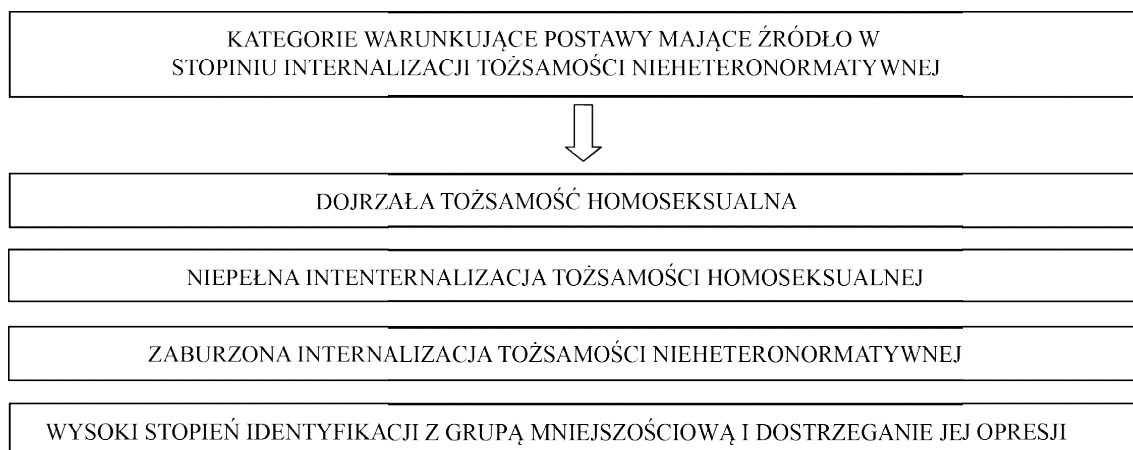 KATEGORIE WARUNKUJĄCE POSTAWY MAJĄCE ŹRÓDŁO W
STOPINIU INTERNALIZACJI TOŻSAMOŚCI NIEHETERONORMATYWNEJ
DOJRZAŁA TOŻSAMOŚĆ HOMOSEKSUALNA
NIEPEŁNA INTENTERNALIZACJA TOŻSAMOŚCI HOMOSEKSUALNEJ
ZABURZONA INTERNALIZACJA TOŻSAMOŚCI NIEHETERONORMATYWNEJ
WYSOKI STOPIEŃ IDENTYFIKACJI Z GRUPĄ MNIEJSZOŚCIOWĄ I DOSTRZEGANIE JEJ OPRESJI